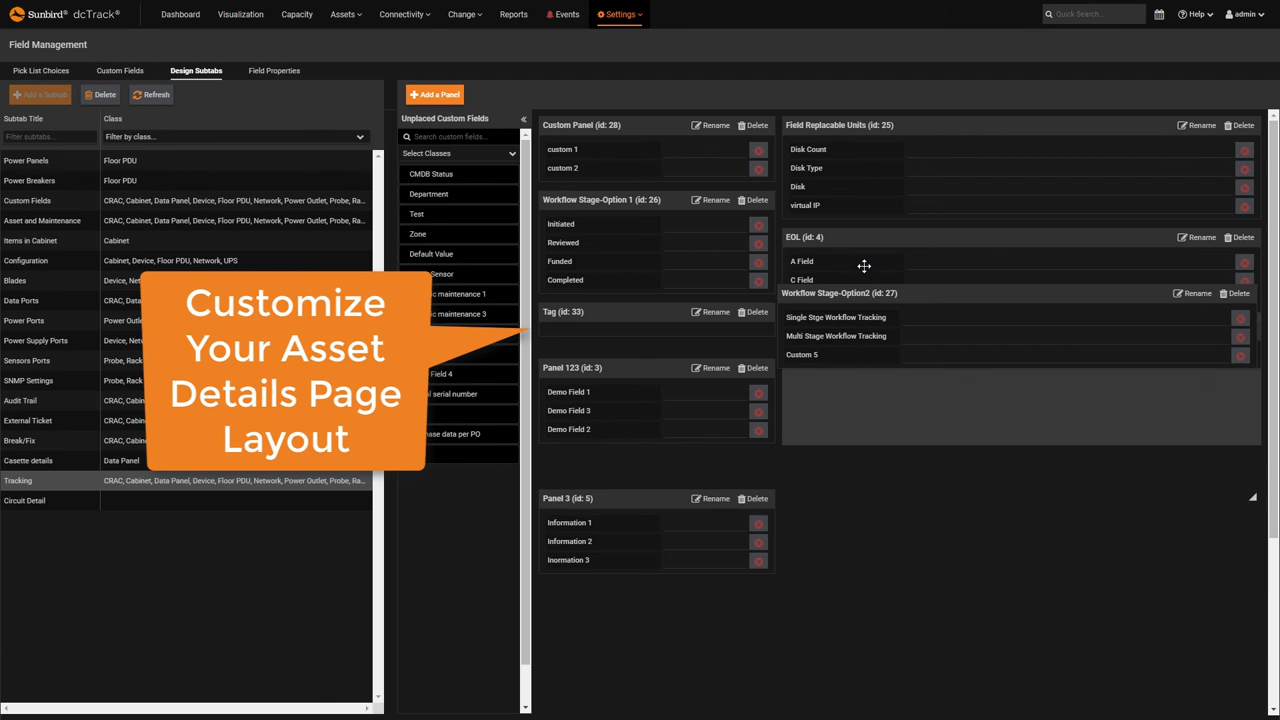 Sunbird® dcTrack® Dashboard Visualization Capacity Assets Connectivity Change Reports Events Settings Quick Search... Help admin
Field Management
Pick List Choices Custom Fields Design Subtabs Field Properties
Add a Subtab Delete Refresh
Subtab Title Class
Filter subtabs... Filter by class...
Power Panels Floor PDU
Power Breakers Floor PDU
Custom Fields CRAC, Cabinet, Data Panel, Device, Floor PDU, Network, Power Outlet, Probe, Ra...
Asset and Maintenance CRAC, Cabinet, Data Panel, Device, Floor PDU, Network, Power Outlet, Probe, Ra...
Items in Cabinet Cabinet
Configuration Cabinet, Device, Floor PDU, Network, UPS
Blades Device, Ne
Data Ports CRAC, Cab
Power Ports Power Outl
Power Supply Ports Device, Ne
Sensors Ports Probe, Rack
SNMP Settings Probe, Rack
Audit Trail CRAC, Cabi
External Ticket CRAC, Cabi
Break/Fix CRAC, Cabi
Casette details Data Panel
Tracking CRAC, Cabinet, Data Panel, Device, Floor PDU, Network, Power Outlet, Probe, Ra...
Circuit Detail
Customize
Your Asset
Details Page
Layout
Add a Panel
Unplaced Custom Fields «
Search custom fields...
Select Classes
CMDB Status
Department
Test
Zone
Default Value
Sensor
ic maintenance 1
ic maintenance 3
Field 4
l serial number
hase data per PO
Custom Panel (id: 28) Rename Delete
custom 1
custom 2
Workflow Stage-Option 1 (id: 26) Rename Delete
Initiated
Reviewed
Funded
Completed
Tag (id: 33) Rename Delete
Panel 123 (id: 3) Rename Delete
Demo Field 1
Demo Field 3
Demo Field 2
Panel 3 (id: 5) Rename Delete
Information 1
Information 2
Inormation 3
Field Replacable Units (id: 25) Rename Delete
Disk Count
Disk Type
Disk
virtual IP
EOL (id: 4) Rename Delete
A Field
C Field
Workflow Stage-Option2 (id: 27) Rename Delete
Single Stge Workflow Tracking
Multi Stage Workflow Tracking
Custom 5